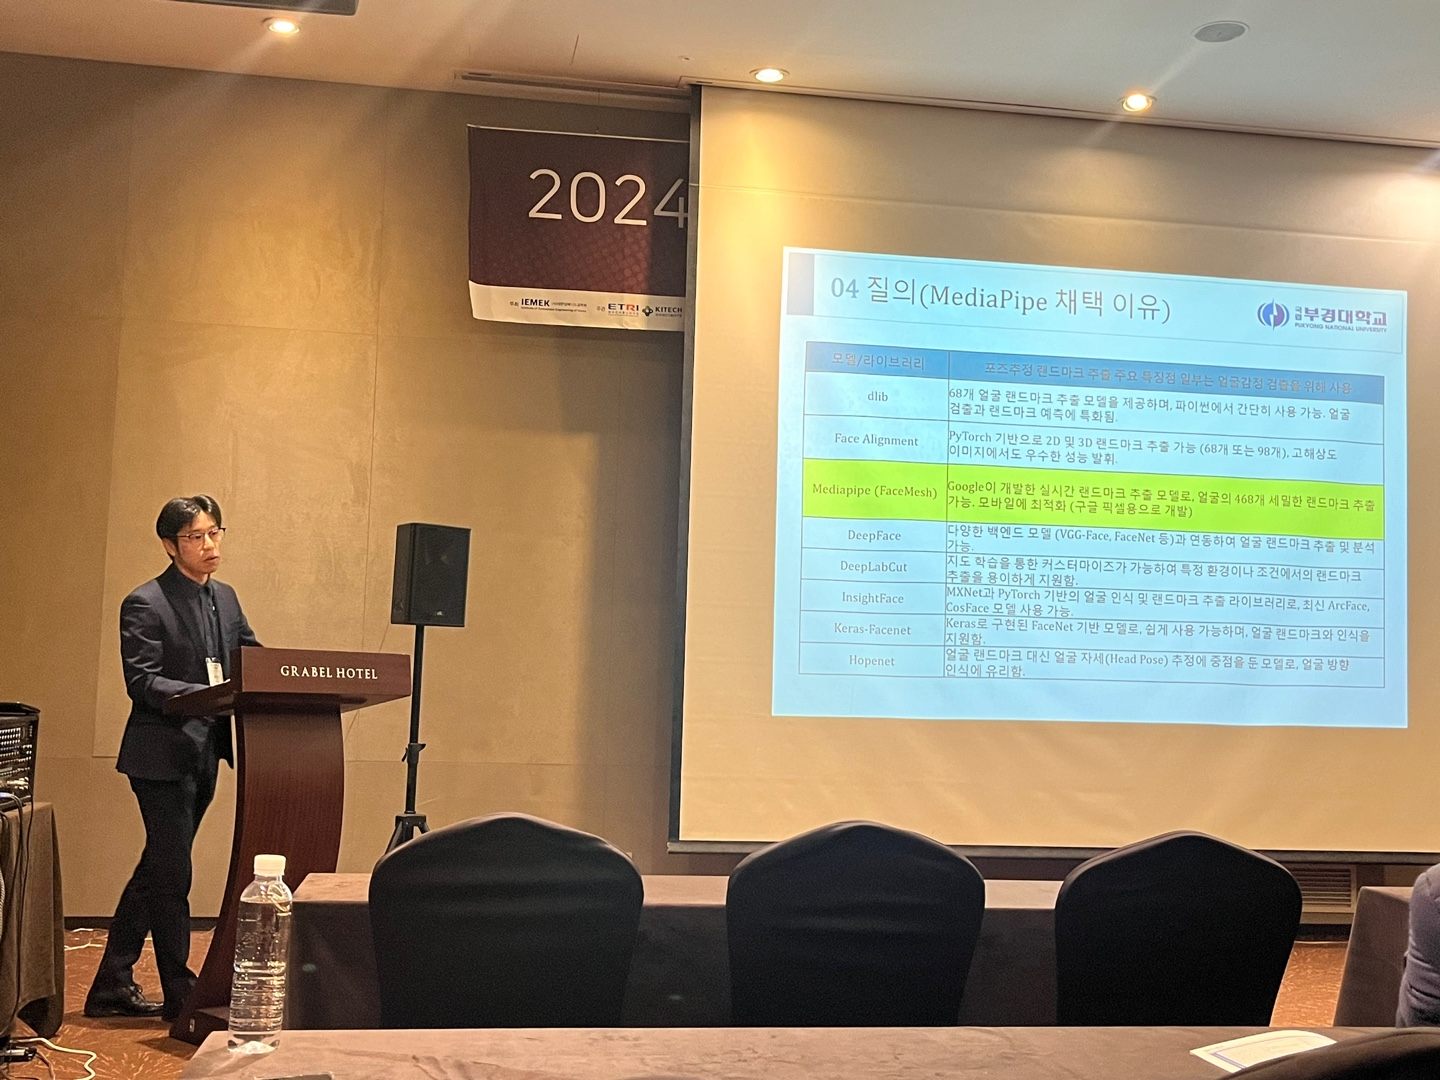 2024
주최 IEMEK
주관 ETRI KITECH
04 질의(MediaPipe 채택 이유)
국립부경대학교
PUKYONG NATIONAL UNIVERSITY
모델/라이브러리
포즈추정 랜드마크 추출 주요 특징점 일부는 얼굴감정 검출을 위해 사용
dlib
68개 얼굴 랜드마크 추출 모델을 제공하며, 파이썬에서 간단히 사용 가능. 얼굴
검출과 랜드마크 예측에 특화됨.
Face Alignment
PyTorch 기반으로 2D 및 3D 랜드마크 추출 가능 (68개 또는 98개), 고해상도
이미지에서도 우수한 성능 발휘.
Mediapipe (FaceMesh)
Google이 개발한 실시간 랜드마크 추출 모델로, 얼굴의 468개 세밀한 랜드마크 추출
가능. 모바일에 최적화 (구글 픽셀용으로 개발)
DeepFace
다양한 백엔드 모델 (VGG-Face, FaceNet 등)과 연동하여 얼굴 랜드마크 추출 및 분석
가능.
DeepLabCut
지도 학습을 통한 커스터마이즈가 가능하여 특정 환경이나 조건에서의 랜드마크
추출을 용이하게 지원함.
InsightFace
MXNet과 PyTorch 기반의 얼굴 인식 및 랜드마크 추출 라이브러리로, 최신 ArcFace,
CosFace 모델 사용 가능.
Keras-Facenet
Keras로 구현된 FaceNet 기반 모델로, 쉽게 사용 가능하며, 얼굴 랜드마크와 인식을
지원함.
Hopenet
얼굴 랜드마크 대신 얼굴 자세(Head Pose) 추정에 중점을 둔 모델로, 얼굴 방향
인식에 유리함.
GRABEL HOTEL